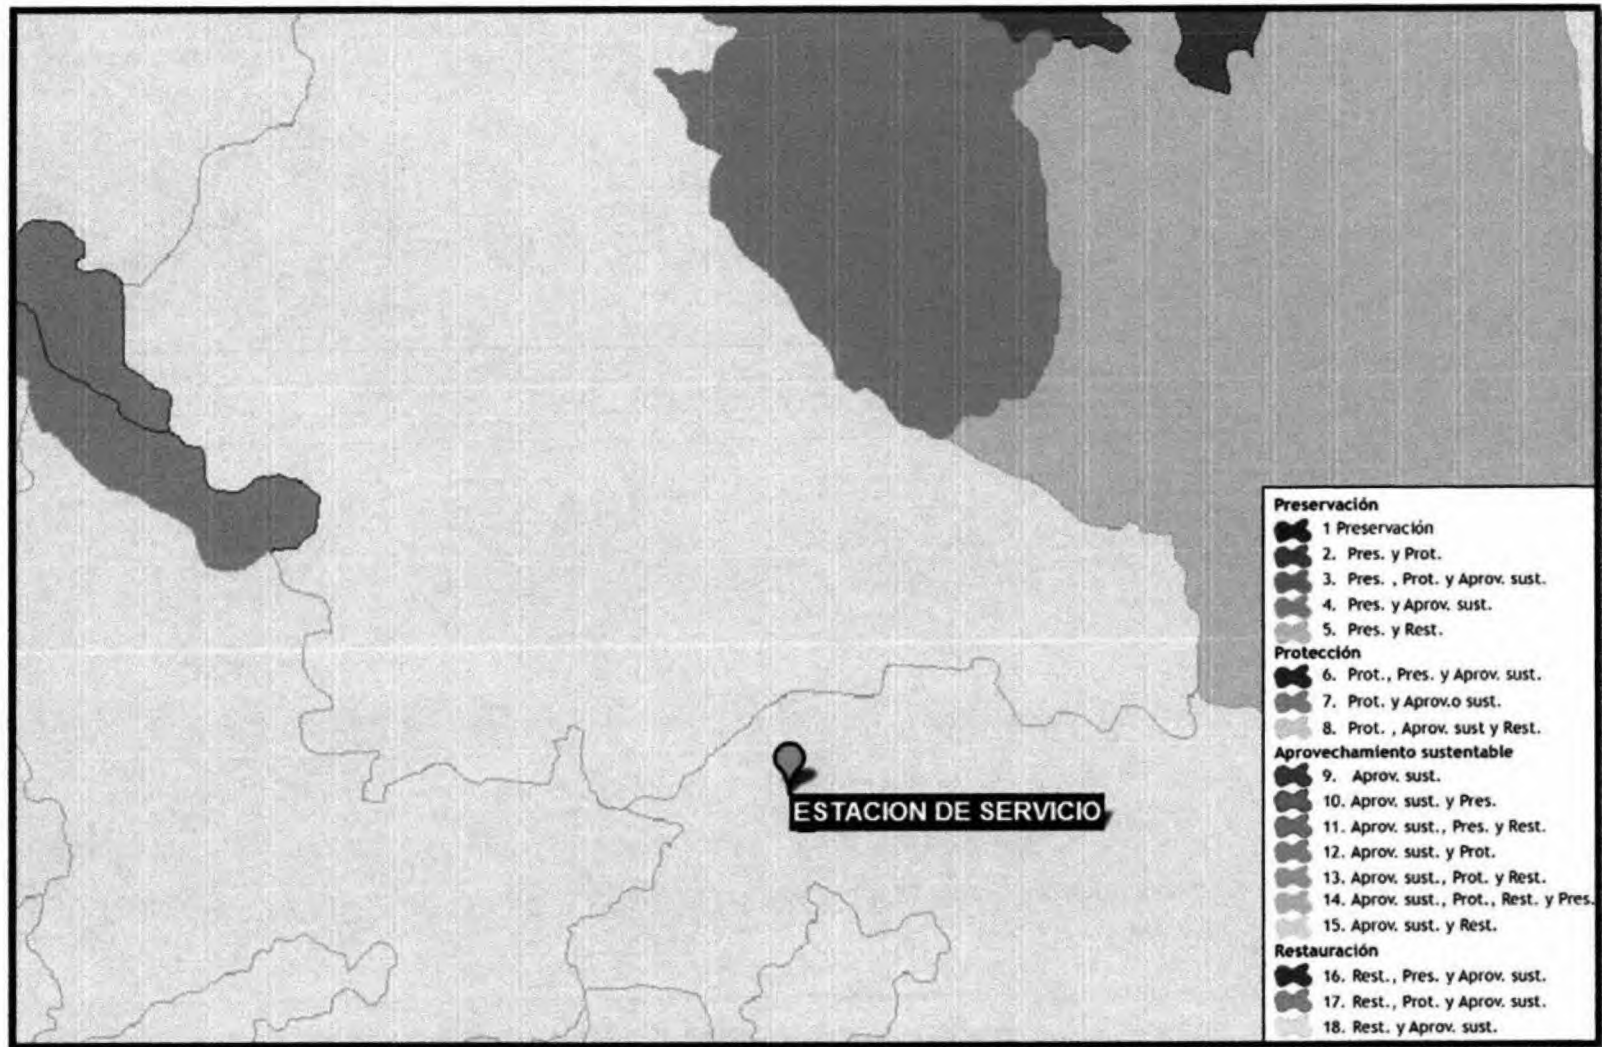 ESTACION DE SERVICIO
Preservación
1 Preservación
2. Pres. y Prot.
3. Pres. , Prot. y Aprov. sust.
4. Pres. y Aprov. sust.
5. Pres. y Rest.
Protección
6. Prot., Pres. y Aprov. sust.
7. Prot. y Aprov.o sust.
8. Prot. , Aprov. sust y Rest.
Aprovechamiento sustentable
9. Aprov. sust.
10. Aprov. sust. y Pres.
11. Aprov. sust., Pres. y Rest.
12. Aprov. sust. y Prot.
13. Aprov. sust., Prot. y Rest.
14. Aprov. sust., Prot., Rest. y Pres.
15. Aprov. sust. y Rest.
Restauración
16. Rest., Pres. y Aprov. sust.
17. Rest., Prot. y Aprov. sust.
18. Rest. y Aprov. sust.